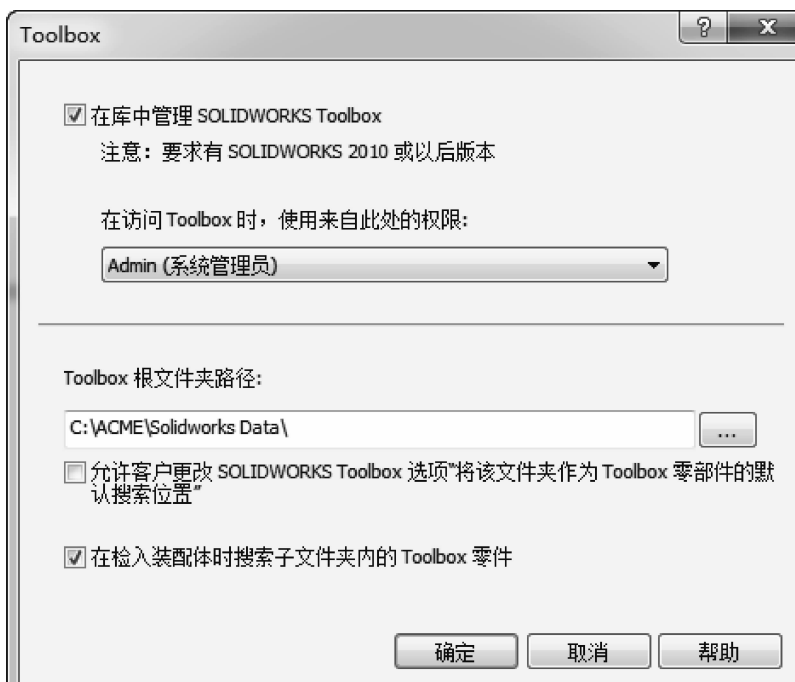 Toolbox
在库中管理 SOLIDWORKS Toolbox
注意：要求有 SOLIDWORKS 2010 或以后版本
在访问 Toolbox 时，使用来自此处的权限:
Admin (系统管理员)
Toolbox 根文件夹路径:
C:\ACME\Solidworks Data\
...
允许客户更改 SOLIDWORKS Toolbox 选项“将该文件夹作为 Toolbox 零部件的默
认搜索位置”
在检入装配体时搜索子文件夹内的 Toolbox 零件
确定 取消 帮助